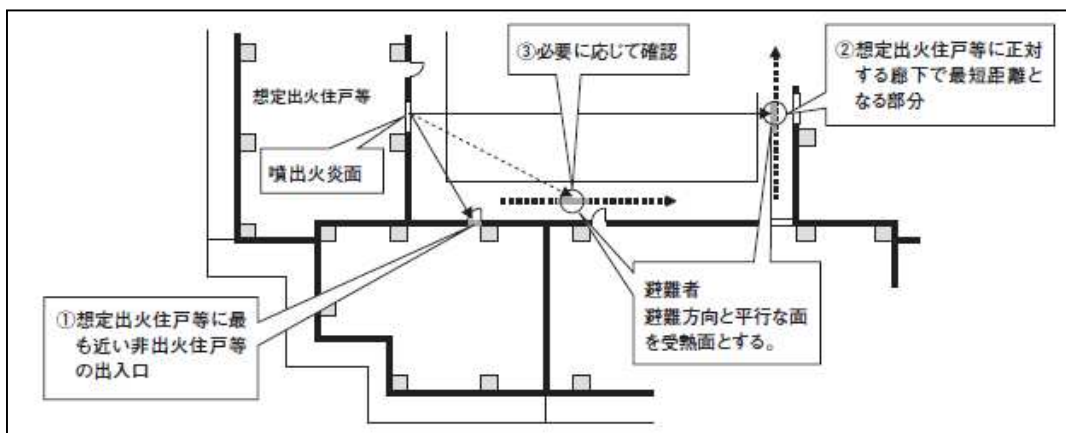 ③必要に応じて確認
②想定出火住戸等に正対
する廊下で最短距離と
なる部分
想定出火住戸等
噴出火炎面
①想定出火住戸等に最
も近い非出火住戸等
の出入口
避難者
避難方向と平行な面
を受熱面とする。